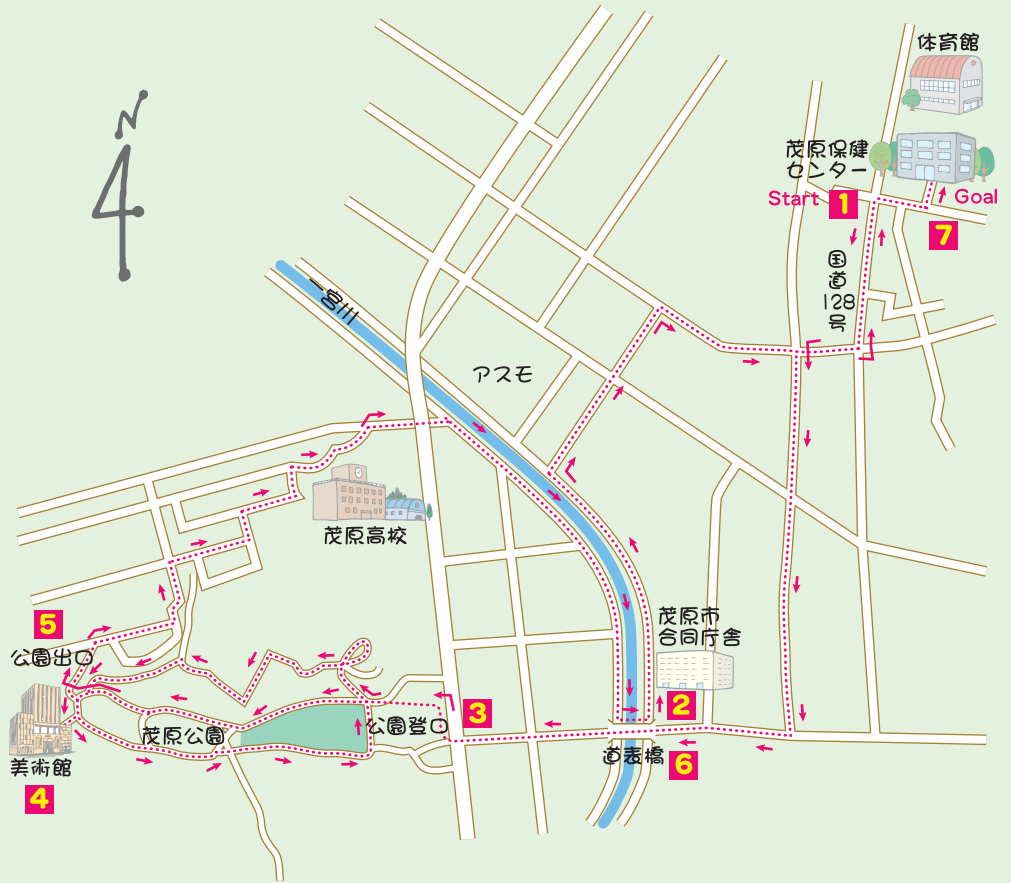 N
体育館
茂原保健
センター
Start 1
Goal
7
国道128号
一宮川
アスモ
茂原高校
5
公園出口
茂原市
合同庁舎
2
3
公園登口
茂原公園
道表橋
6
美術館
4